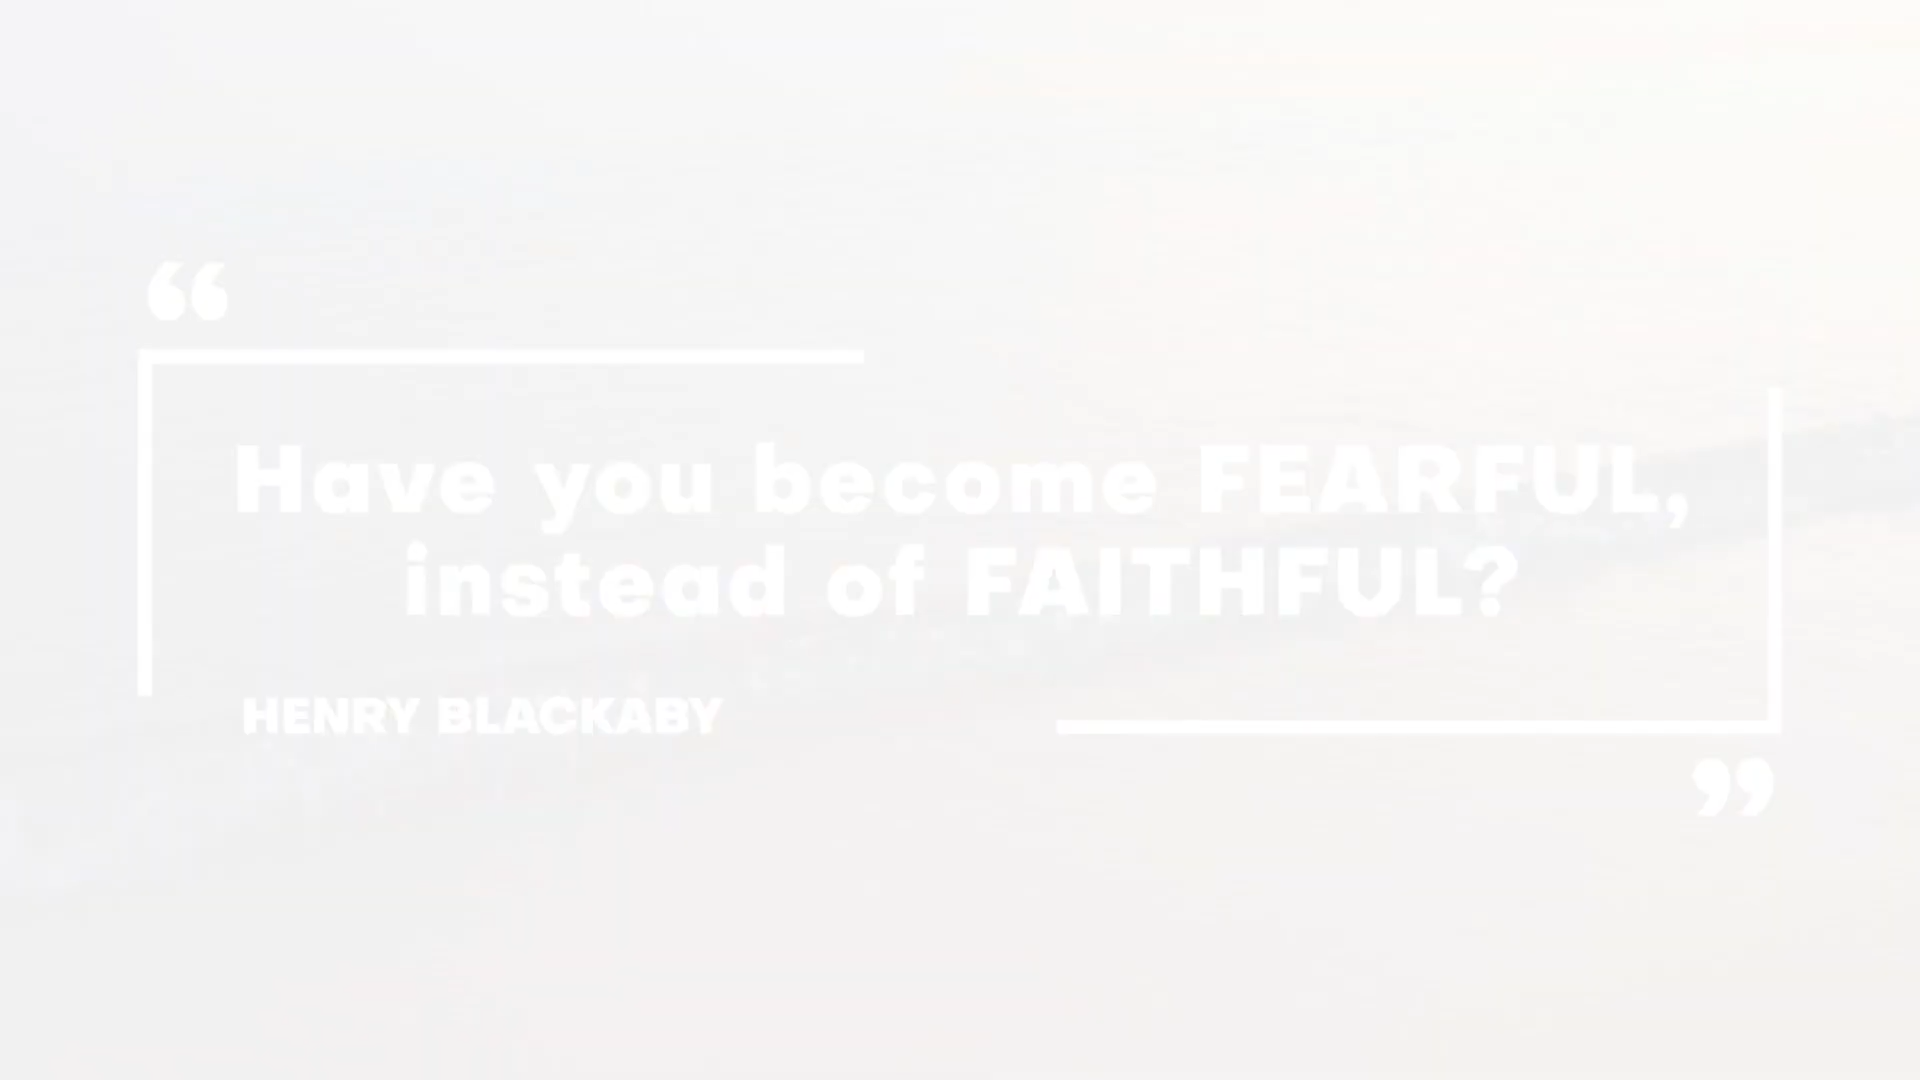 “
Have you become FEARFUL,
instead of FAITHFUL?
HENRY BLACKABY
”